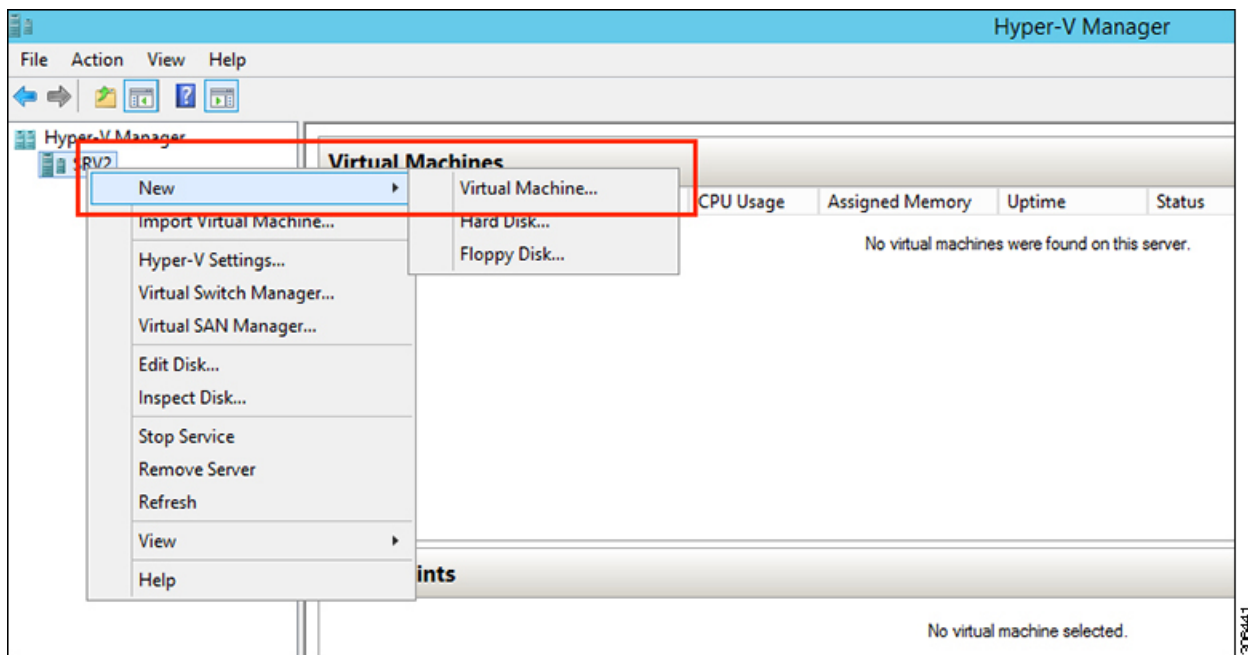 Hyper-V Manager
File Action View Help
Hyper-V Manager
SRV2
Virtual Machines
New
Virtual Machine...
CPU Usage Assigned Memory Uptime Status
Import Virtual Machine...
Hard Disk...
No virtual machines were found on this server.
Hyper-V Settings...
Floppy Disk...
Virtual Switch Manager...
Virtual SAN Manager...
Edit Disk...
Inspect Disk...
Stop Service
Remove Server
Refresh
View
Help
ints
No virtual machine selected.
306441